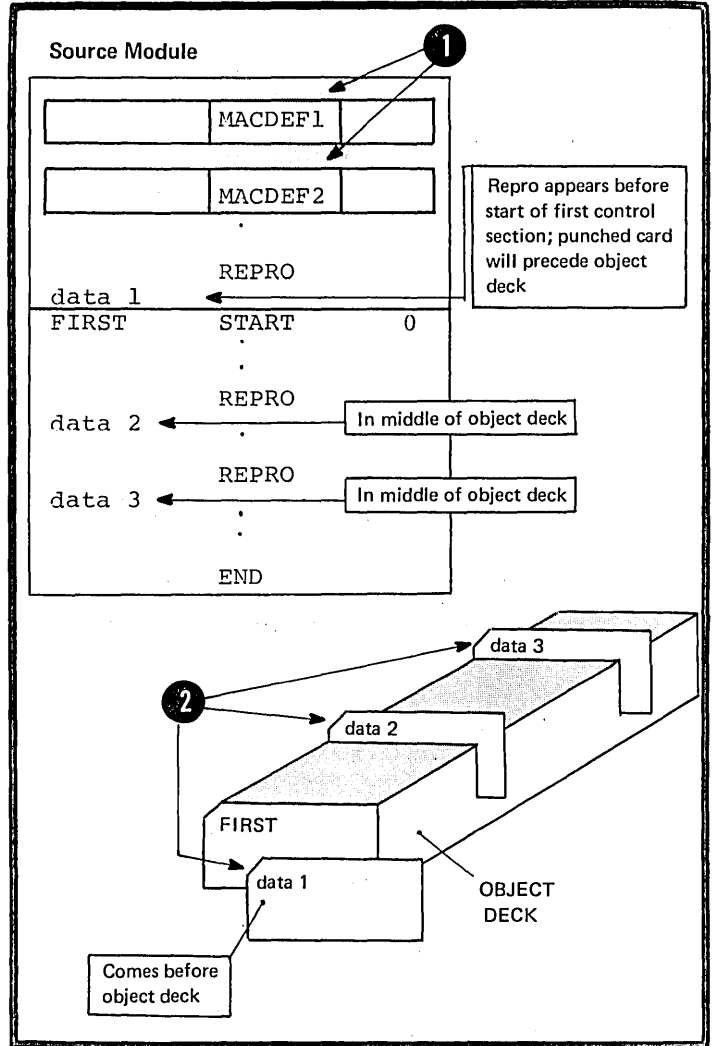 Source Module
1
MACDEF1
MACDEF2
REPRO
data 1
FIRST START 0
REPRO
data 2
REPRO
data 3
END
Repro appears before
start of first control
section; punched card
will precede object
deck
In middle of object deck
In middle of object deck
2
data 3
data 2
FIRST
data 1
OBJECT
DECK
Comes before
object deck